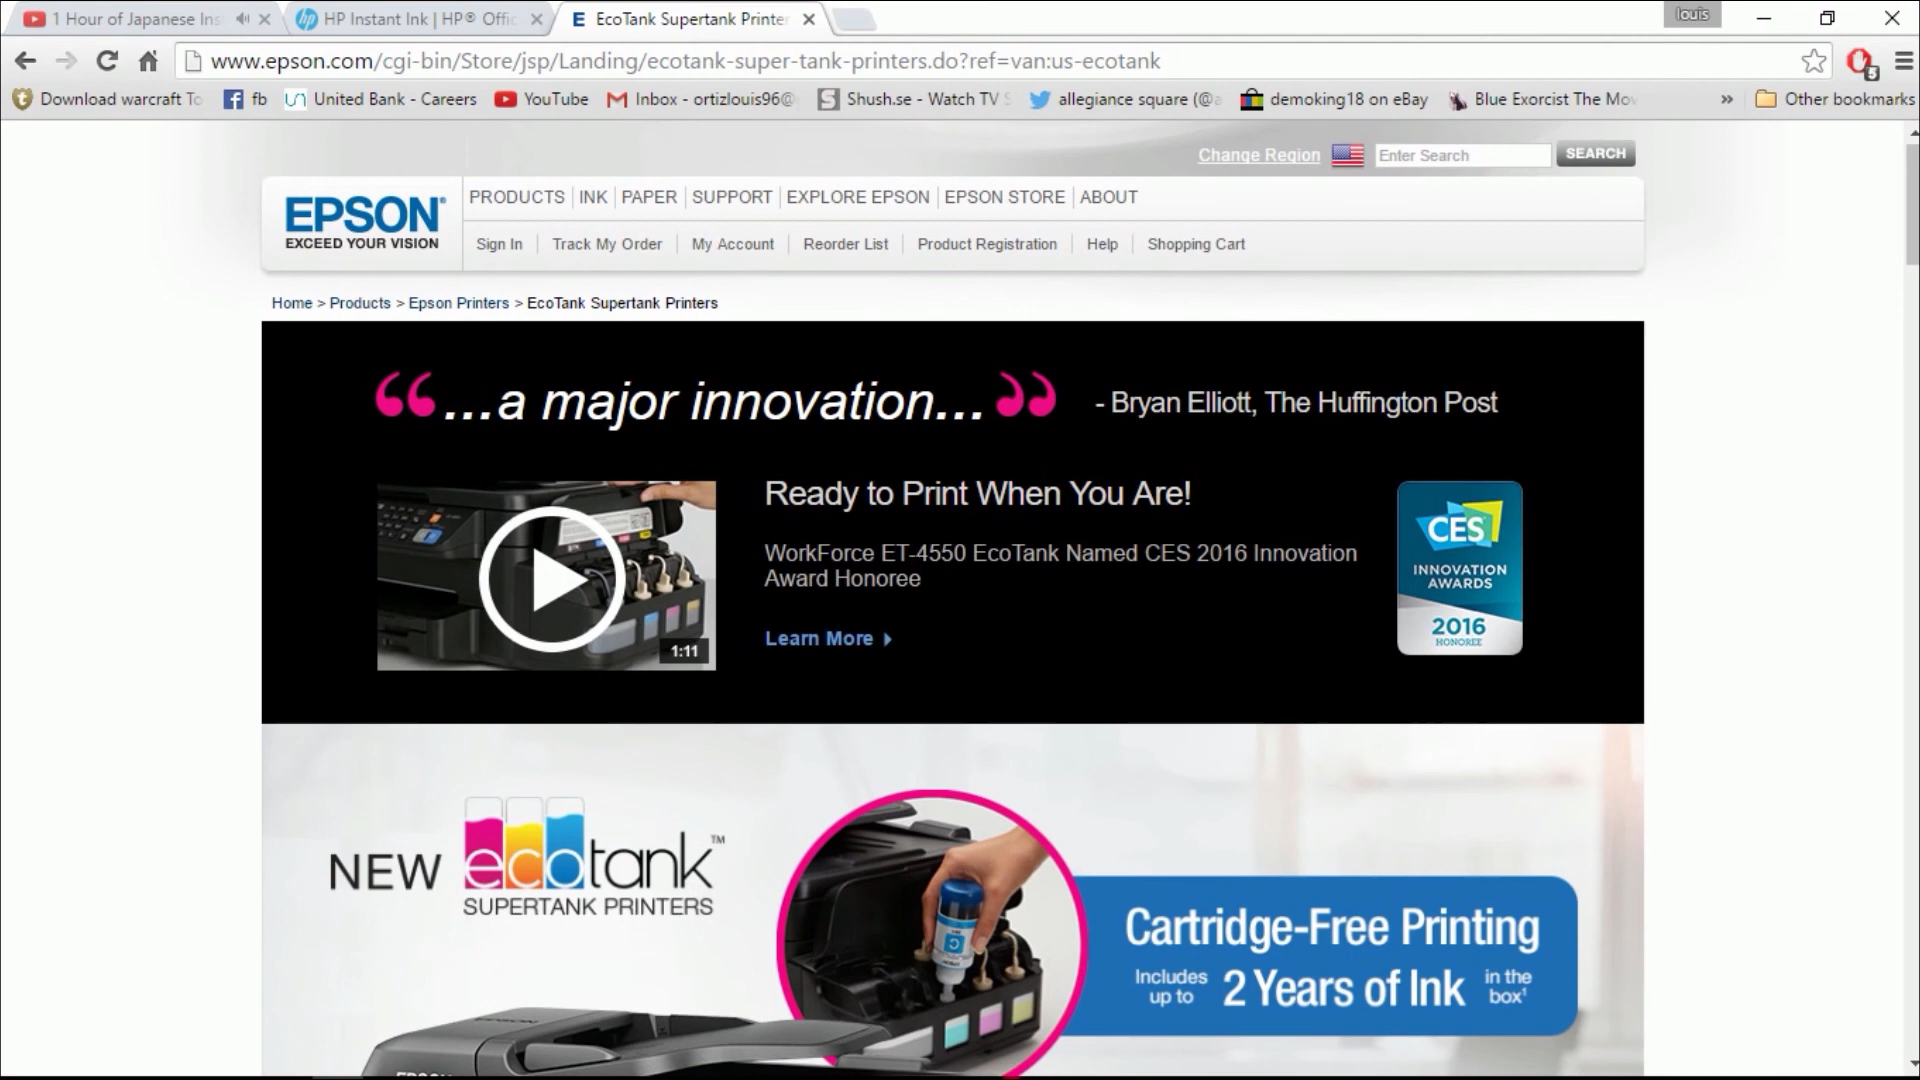 1 Hour of Japanese Ins
HP Instant Ink | HP® Offic
EcoTank Supertank Printer
louis
www.epson.com/cgi-bin/Store/jsp/Landing/ecotank-super-tank-printers.do?ref=van:us-ecotank
5
Download warcraft To
fb
United Bank - Careers
YouTube
Inbox - ortizlouis96@
Shush.se - Watch TV S
allegiance square (@a
demoking18 on eBay
Blue Exorcist The Mov
»
Other bookmarks
Change Region
Enter Search
SEARCH
EPSON®
EXCEED YOUR VISION
PRODUCTS
INK
PAPER
SUPPORT
EXPLORE EPSON
EPSON STORE
ABOUT
Sign In
Track My Order
My Account
Reorder List
Product Registration
Help
Shopping Cart
Home > Products > Epson Printers > EcoTank Supertank Printers
“...a major innovation...” - Bryan Elliott, The Huffington Post
1:11
Ready to Print When You Are!
WorkForce ET-4550 EcoTank Named CES 2016 Innovation
Award Honoree
Learn More
CES
INNOVATION
AWARDS
2016
HONOREE
NEW ecotank™
SUPERTANK PRINTERS
C
Cartridge-Free Printing
Includes up to 2 Years of Ink in the box¹
EPSON